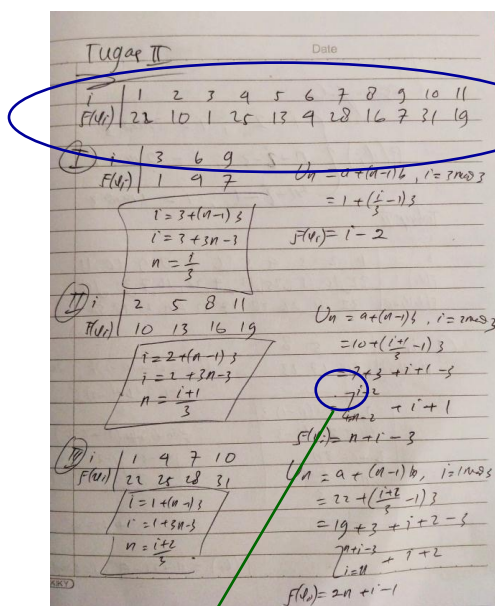 Tugas II
Date
i | 1 2 3 4 5 6 7 8 9 10 11
f(vi) | 22 10 1 25 13 4 28 16 7 31 19
I i | 3 6 9
f(vi) | 1 4 7
Un = a+(n-1)b, i=3 mod 3
= 1+(i/3 -1)3
f(vi) = i-2
i = 3+(n-1)3
i = 3+3n-3
n = i/3
II i | 2 5 8 11
f(vi) | 10 13 16 19
Un = a+(n-1)3, i=2 mod 3
= 10+(i+1/3 -1)3
= 7+3+i+1-3
+i+1
f(vi) = n+i-3
i = 2+(n-1)3
i = 2+3n-3
n = i+1/3
III i | 1 4 7 10
f(vi) | 22 25 28 31
Un = a+(n-1)b, i=1 mod 3
= 22+(i+2/3 -1)3
= 19+3+i+2-3
+i+2
f(vi) = 2n+i-1
i = 1+(n-1)3
i = 1+3n-3
n = i+2/3